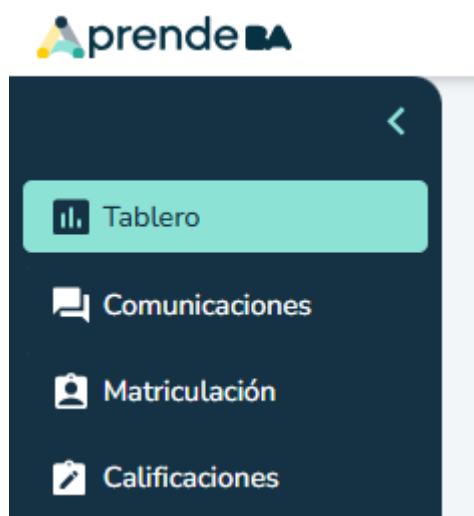 Aprende BA
Tablero
Comunicaciones
Matriculación
Calificaciones